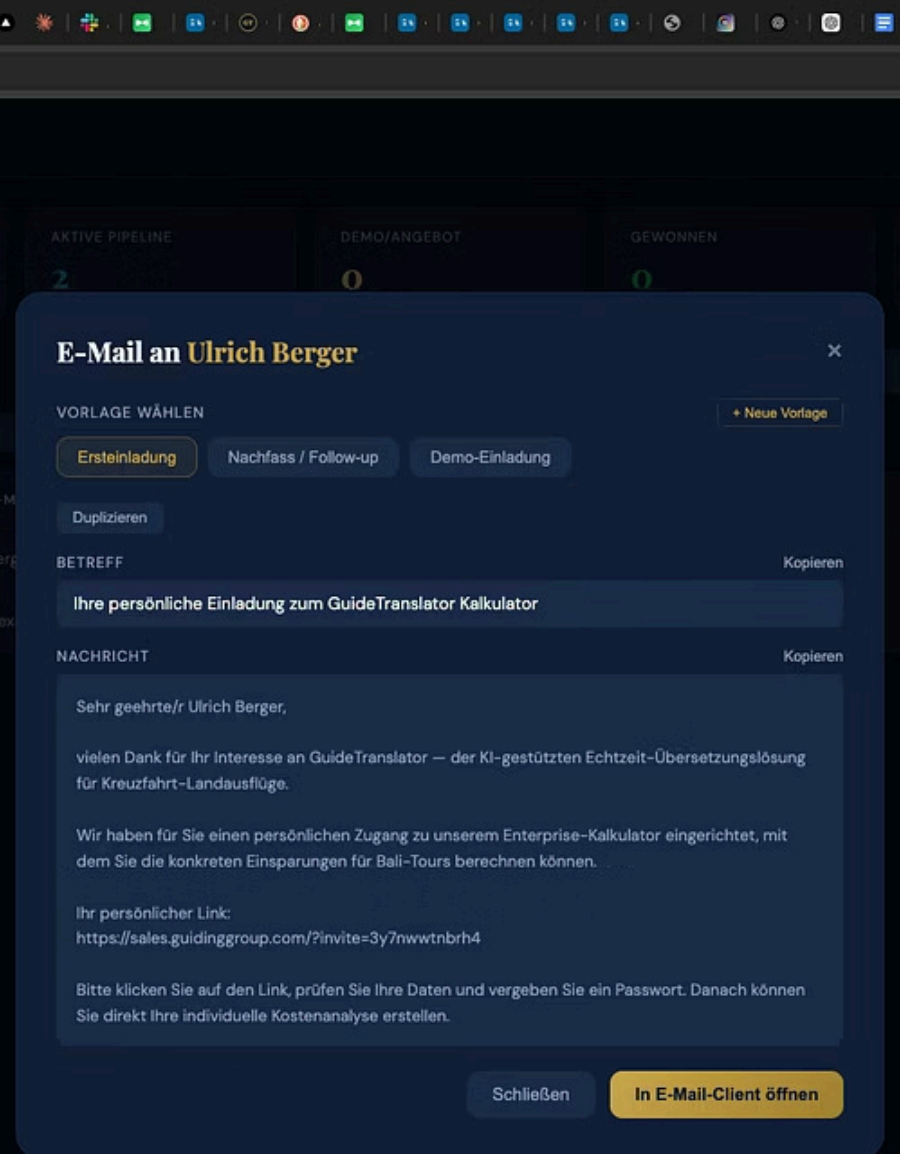 AKTIVE PIPELINE
DEMO/ANGEBOT
GEWONNEN
2
0
0
E-Mail an Ulrich Berger
×
VORLAGE WÄHLEN
+ Neue Vorlage
Ersteinladung
Nachfass / Follow-up
Demo-Einladung
Duplizieren
BETREFF
Kopieren
Ihre persönliche Einladung zum GuideTranslator Kalkulator
NACHRICHT
Kopieren
Sehr geehrte/r Ulrich Berger,
vielen Dank für Ihr Interesse an GuideTranslator — der KI-gestützten Echtzeit-Übersetzungslösung
für Kreuzfahrt-Landausflüge.
Wir haben für Sie einen persönlichen Zugang zu unserem Enterprise-Kalkulator eingerichtet, mit
dem Sie die konkreten Einsparungen für Bali-Tours berechnen können.
Ihr persönlicher Link:
https://sales.guidinggroup.com/?invite=3y7nwwtnbrh4
Bitte klicken Sie auf den Link, prüfen Sie Ihre Daten und vergeben Sie ein Passwort. Danach können
Sie direkt Ihre individuelle Kostenanalyse erstellen.
Schließen
In E-Mail-Client öffnen